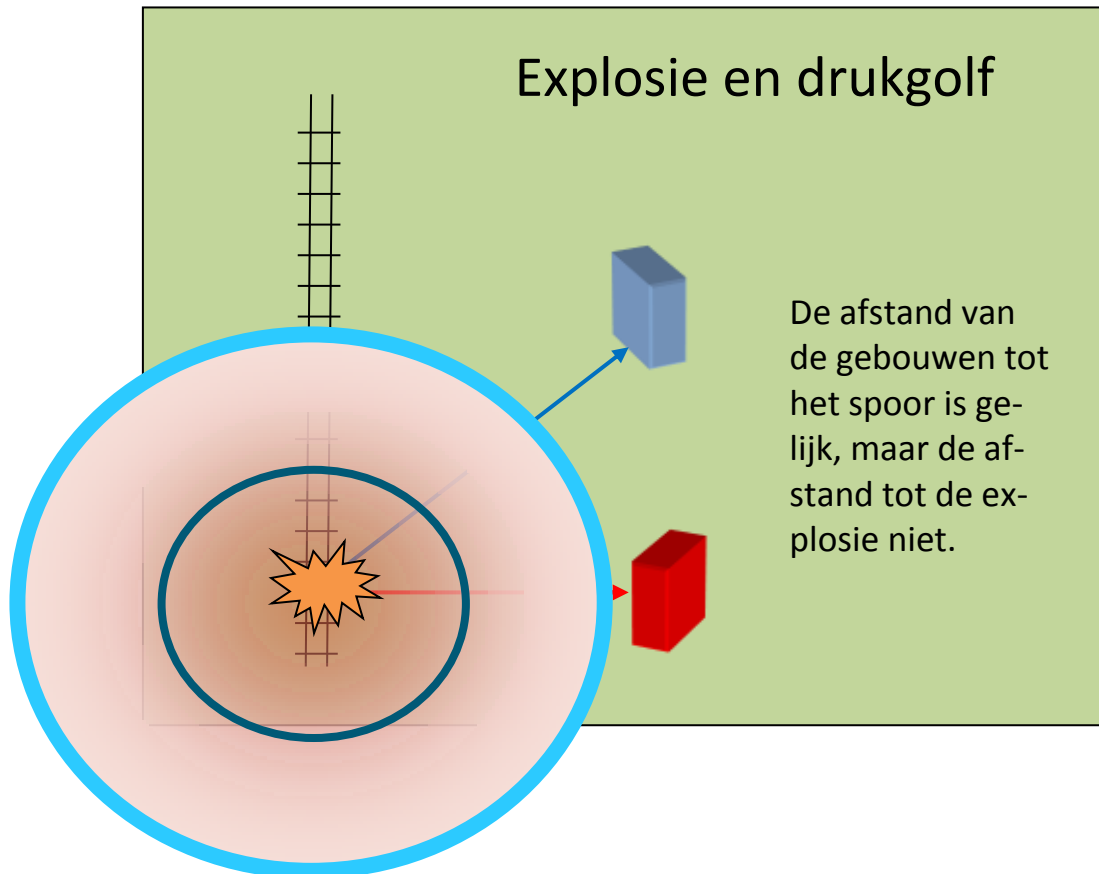 Explosie en drukgolf
De afstand van
de gebouwen tot
het spoor is ge-
lijk, maar de af-
stand tot de ex-
plosie niet.